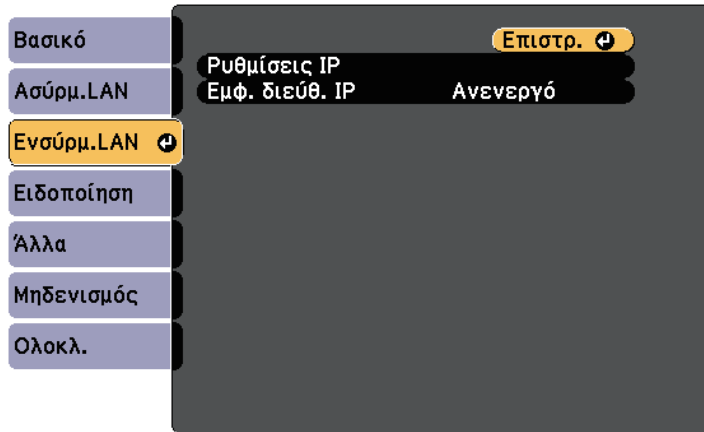 Βασικό
Ασύρμ.LAN
Ενσύρμ.LAN
Ειδοποίηση
Άλλα
Μηδενισμός
Ολοκλ.
Επιστρ.
Ρυθμίσεις IP
Εμφ. διεύθ. IP Ανενεργό